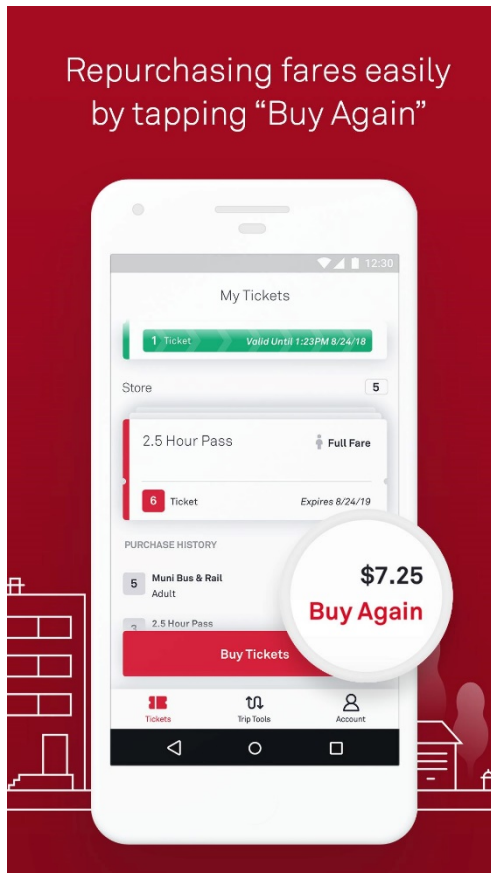 Repurchasing fares easily
by tapping “Buy Again”
12:30
My Tickets
1 Ticket Valid Until 1:23PM 8/24/18
Store 5
2.5 Hour Pass Full Fare
6 Ticket Expires 8/24/19
PURCHASE HISTORY
5 Muni Bus & Rail
Adult
$7.25
Buy Again
2.5 Hour Pass
Buy Tickets
Tickets Trip Tools Account